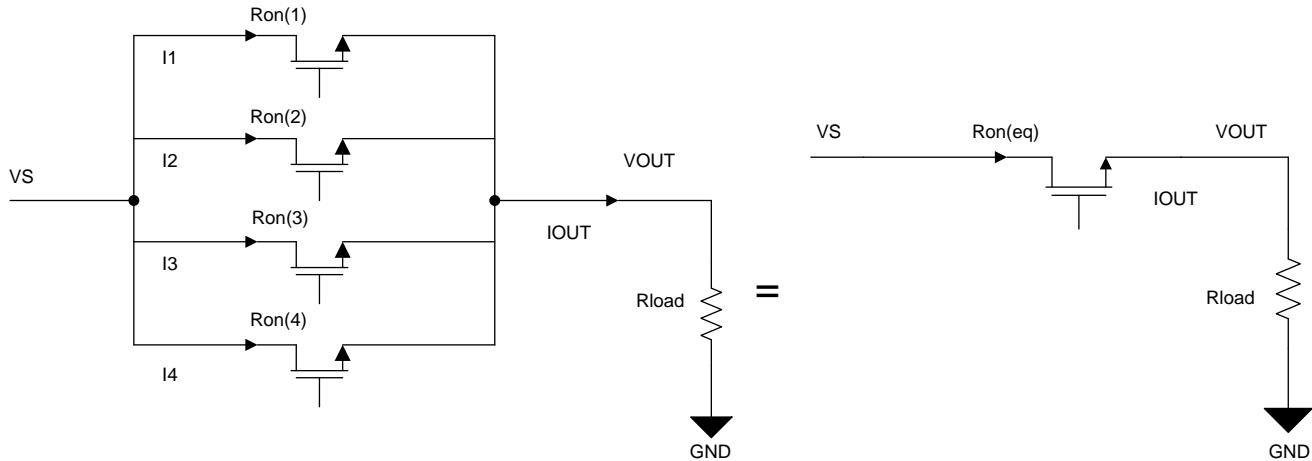 Ron(1)
I1
Ron(2)
I2
VS
Ron(3)
I3
Ron(4)
I4
VOUT
IOUT
Rload
GND
=
VS
Ron(eq)
VOUT
IOUT
Rload
GND